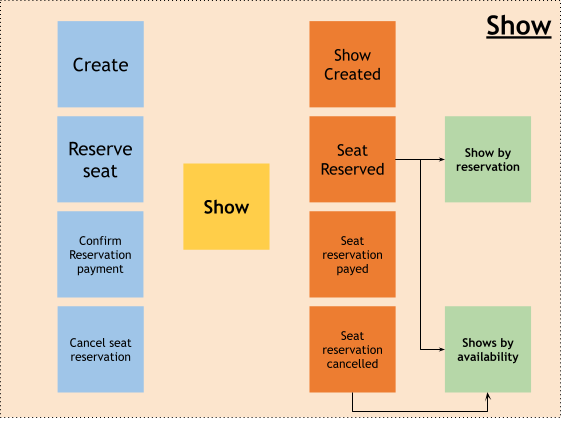 Show
Create
Reserve
seat
Confirm
Reservation
payment
Cancel seat
reservation
Show
Show
Created
Seat
Reserved
Seat
reservation
payed
Seat
reservation
cancelled
Show by
reservation
Shows by
availability